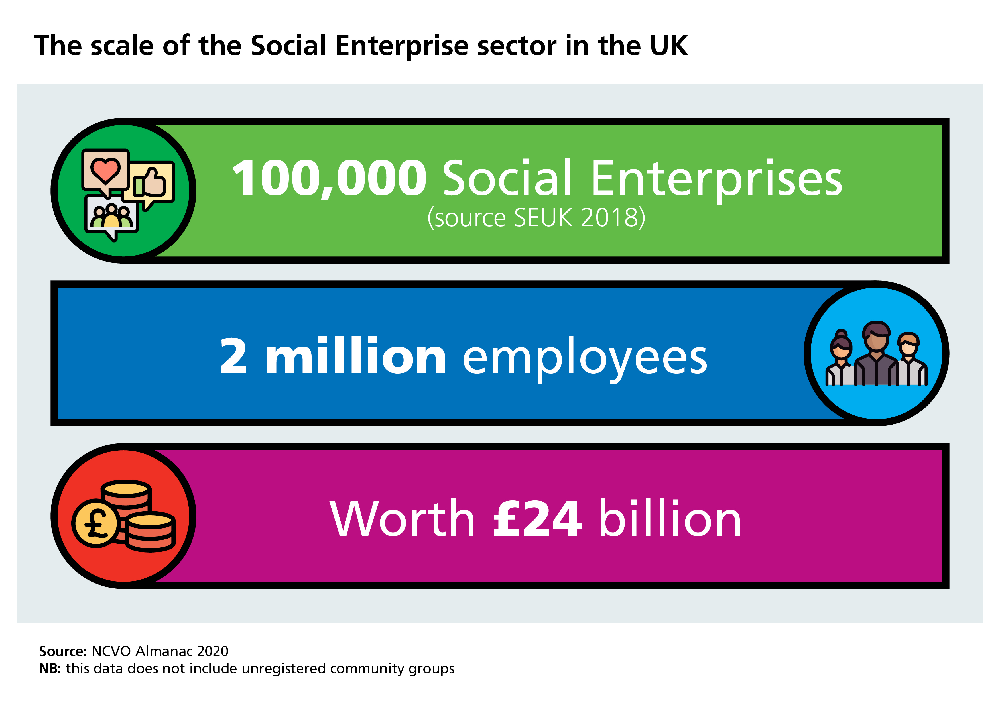 The scale of the Social Enterprise sector in the UK
100,000 Social Enterprises
(source SEUK 2018)
2 million employees
Worth £24 billion
£
Source: NCVO Almanac 2020
NB: this data does not include unregistered community groups